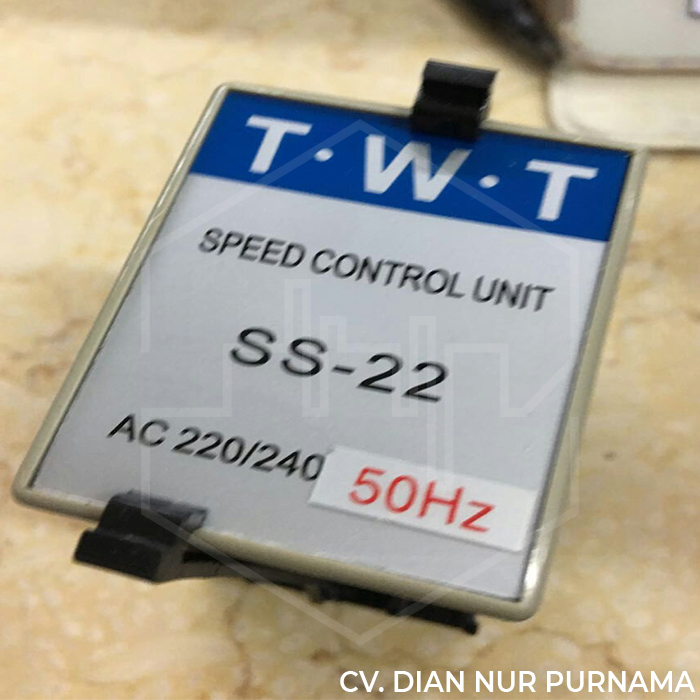 T·W·T
SPEED CONTROL UNIT
SS-22
AC 220/240 50Hz
CV. DIAN NUR PURNAMA